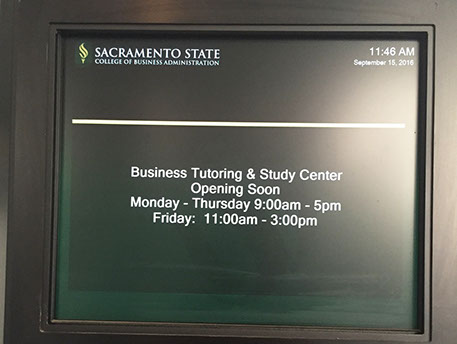 SACRAMENTO STATE
COLLEGE OF BUSINESS ADMINISTRATION
11:46 AM
September 15, 2016
Business Tutoring & Study Center
Opening Soon
Monday - Thursday 9:00am - 5pm
Friday: 11:00am - 3:00pm